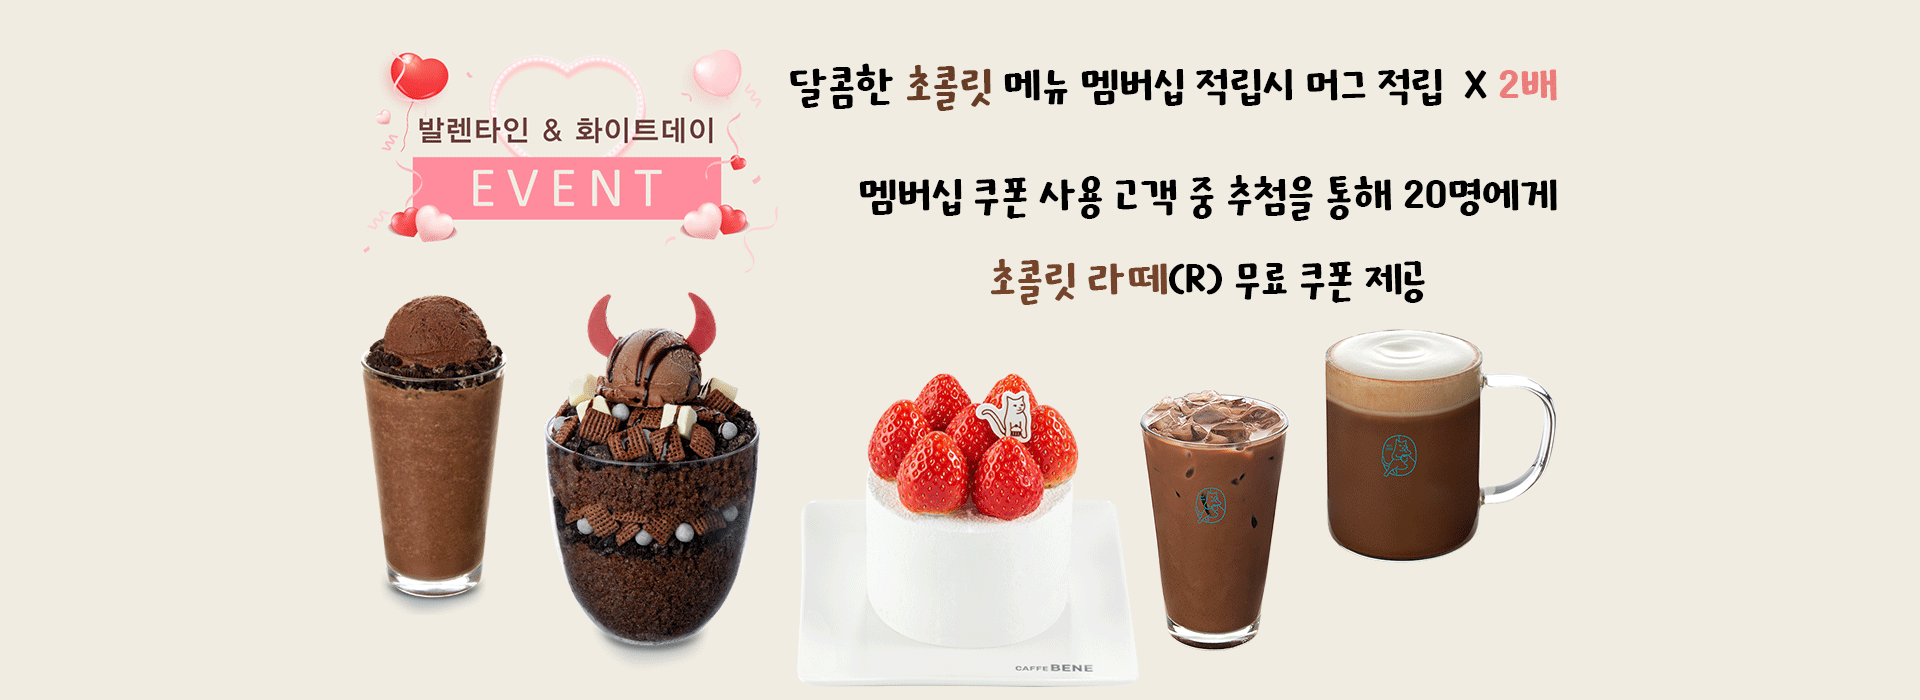 발렌타인 & 화이트데이
EVENT
달콤한 초콜릿 메뉴 멤버십 적립시 머그 적립 X 2배
멤버십 쿠폰 사용 고객 중 추첨을 통해 20명에게
초콜릿 라떼(R) 무료 쿠폰 제공
CAFFE BENE